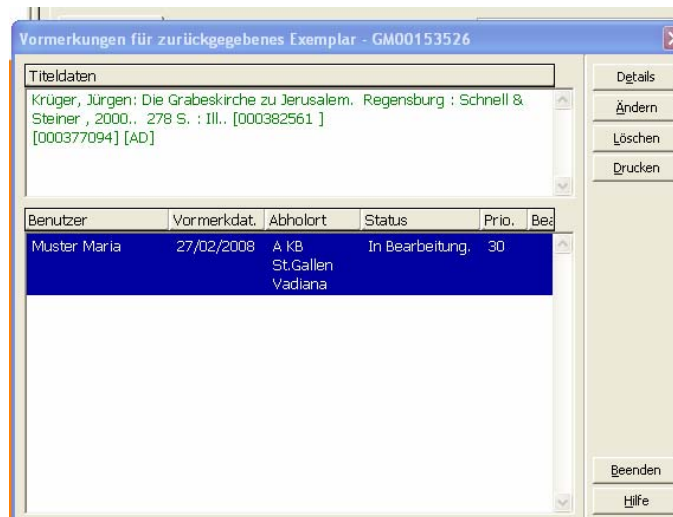 Vormerkungen für zurückgegebenes Exemplar - GM00153526
Titeldaten
Krüger, Jürgen: Die Grabeskirche zu Jerusalem. Regensburg : Schnell &
Steiner , 2000.. 278 S. : Ill.. [000382561 ]
[000377094] [AD]
Details
Ändern
Löschen
Drucken
Benutzer Vormerkdat. Abholort Status Prio. Bea
Muster Maria 27/02/2008 A KB In Bearbeitung. 30
St.Gallen
Vadiana
Beenden
Hilfe